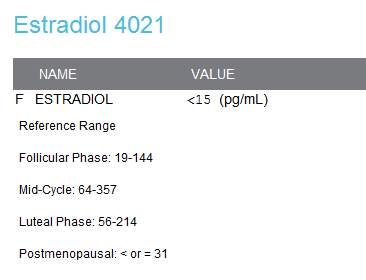 Estradiol 4021
NAME VALUE
F ESTRADIOL <15 (pg/mL)
Reference Range
Follicular Phase: 19-144
Mid-Cycle: 64-357
Luteal Phase: 56-214
Postmenopausal: < or = 31